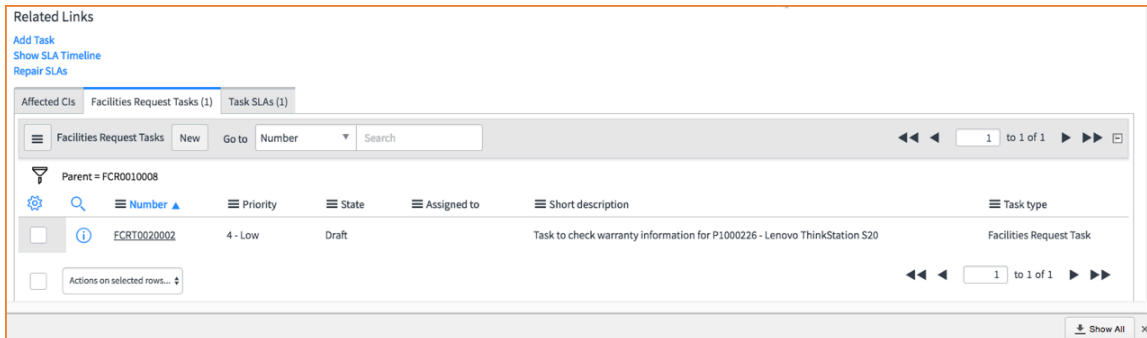 Related Links
Add Task
Show SLA Timeline
Repair SLAs
Affected CIs Facilities Request Tasks (1) Task SLAs (1)
Facilities Request Tasks New Go to Number Search 1 to 1 of 1
Parent = FCR0010008
Number Priority State Assigned to Short description Task type
FCRT0020002 4 - Low Draft Task to check warranty information for P1000226 - Lenovo ThinkStation S20 Facilities Request Task
Actions on selected rows... 1 to 1 of 1
Show All